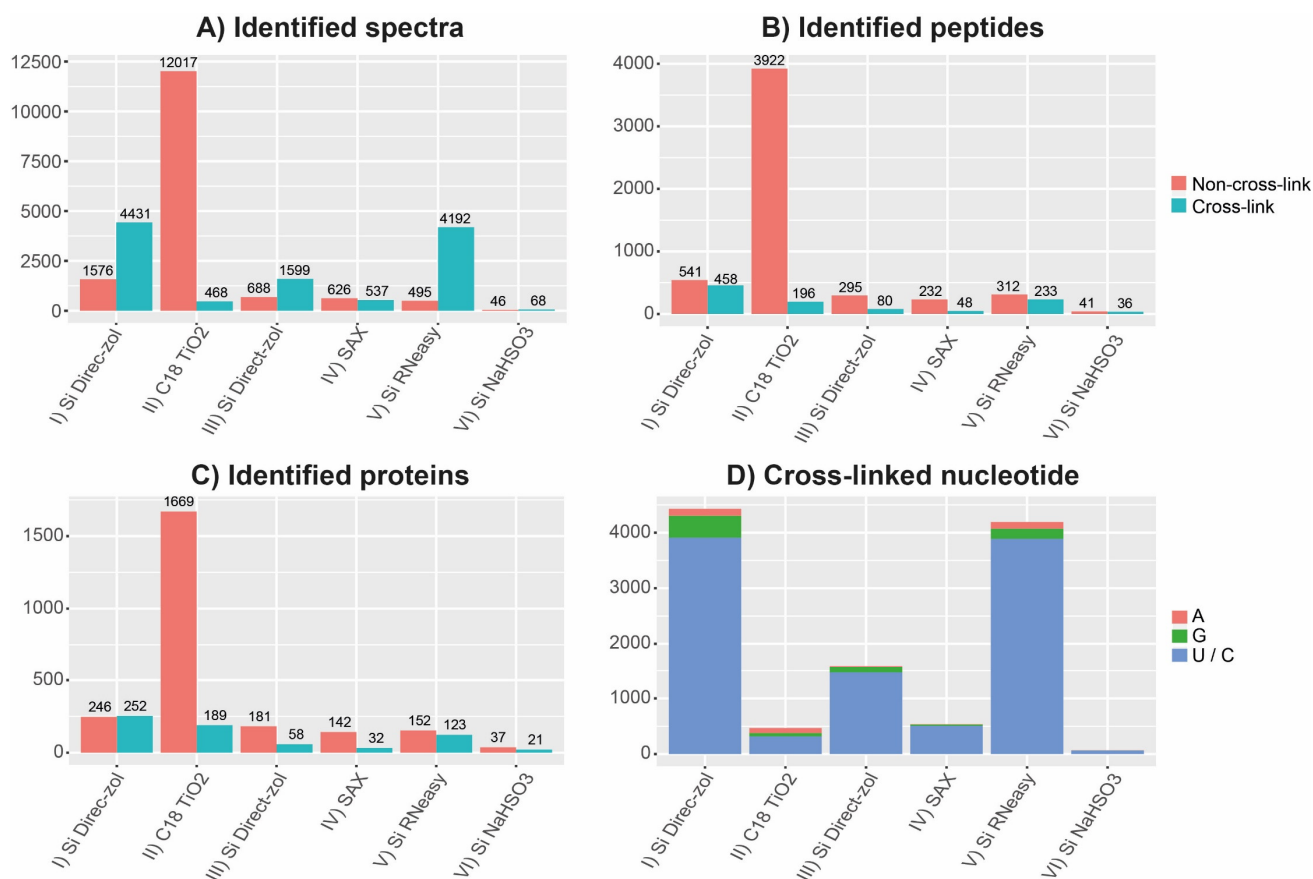 A) Identified spectra
12500
10000
7500
5000
2500
0
1576
4431
12017
468
688
1599
626
537
495
4192
46
68
I) Si Direc-zol
II) C18 TiO2
III) Si Direct-zol
IV) SAX
V) Si RNeasy
VI) Si NaHSO3
B) Identified peptides
4000
3000
2000
1000
0
541
458
3922
196
295
80
232
48
312
233
41
36
I) Si Direc-zol
II) C18 TiO2
III) Si Direct-zol
IV) SAX
V) Si RNeasy
VI) Si NaHSO3
Non-cross-link
Cross-link
C) Identified proteins
1500
1000
500
0
246
252
1669
189
181
58
142
32
152
123
37
21
I) Si Direc-zol
II) C18 TiO2
III) Si Direct-zol
IV) SAX
V) Si RNeasy
VI) Si NaHSO3
D) Cross-linked nucleotide
4000
3000
2000
1000
0
I) Si Direc-zol
II) C18 TiO2
III) Si Direct-zol
IV) SAX
V) Si RNeasy
VI) Si NaHSO3
A
G
U / C